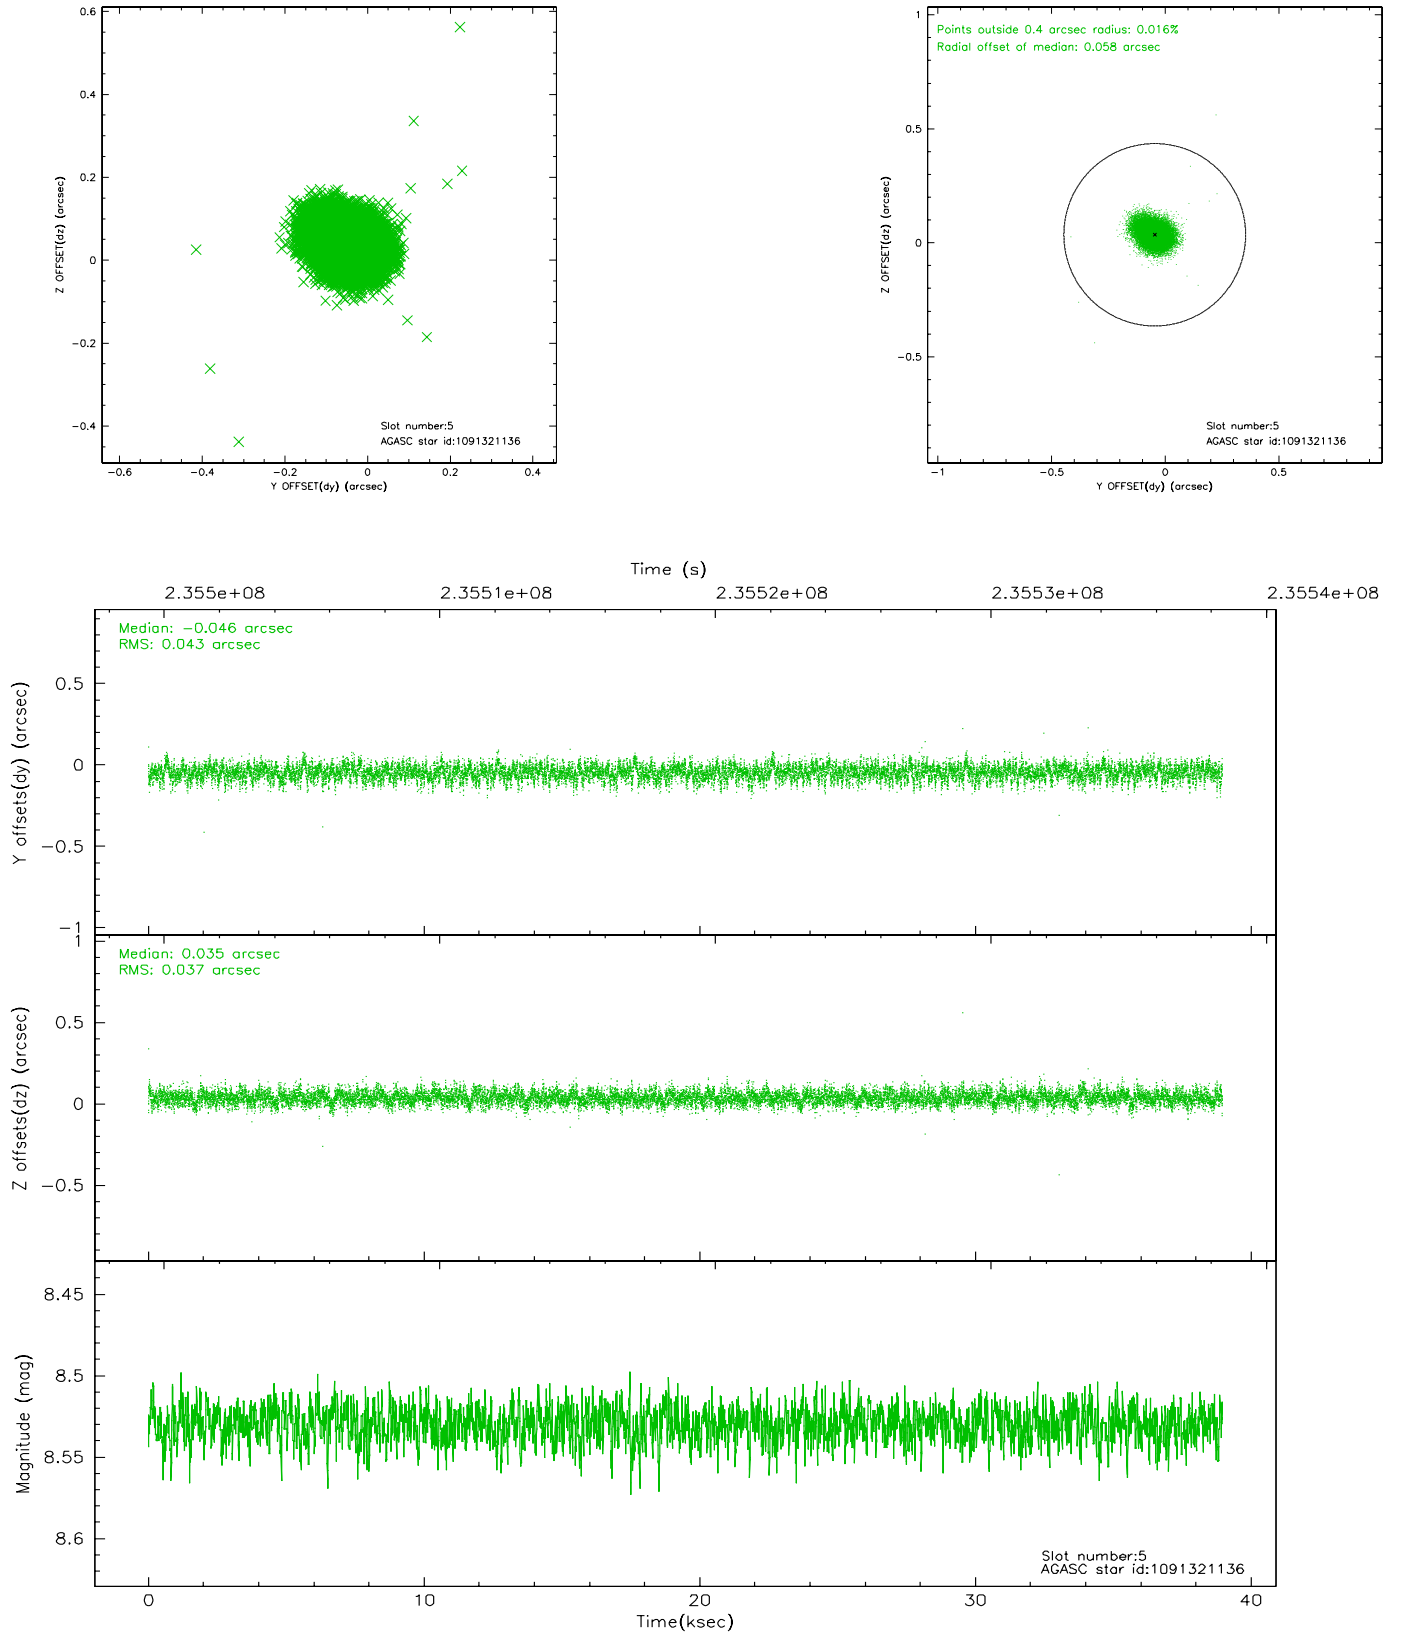 0.6
0.4
0.2
0
−0.2
−0.4
Z OFFSET(dz) (arcsec)
Slot number:5
AGASC star id:1091321136
−0.6 −0.4 −0.2 0 0.2 0.4
Y OFFSET(dy) (arcsec)
Points outside 0.4 arcsec radius: 0.016%
Radial offset of median: 0.058 arcsec
1
0.5
0
−0.5
Z OFFSET(dz) (arcsec)
Slot number:5
AGASC star id:1091321136
−1 −0.5 0 0.5
Y OFFSET(dy) (arcsec)
Time (s)
2.355e+08 2.3551e+08 2.3552e+08 2.3553e+08 2.3554e+08
Median: −0.046 arcsec
RMS: 0.043 arcsec
0.5
0
−0.5
−1
Y offsets(dy) (arcsec)
Median: 0.035 arcsec
RMS: 0.037 arcsec
1
0.5
0
−0.5
Z offsets(dz) (arcsec)
8.45
8.5
8.55
8.6
Magnitude (mag)
Slot number:5
AGASC star id:1091321136
0 10 20 30 40
Time(ksec)